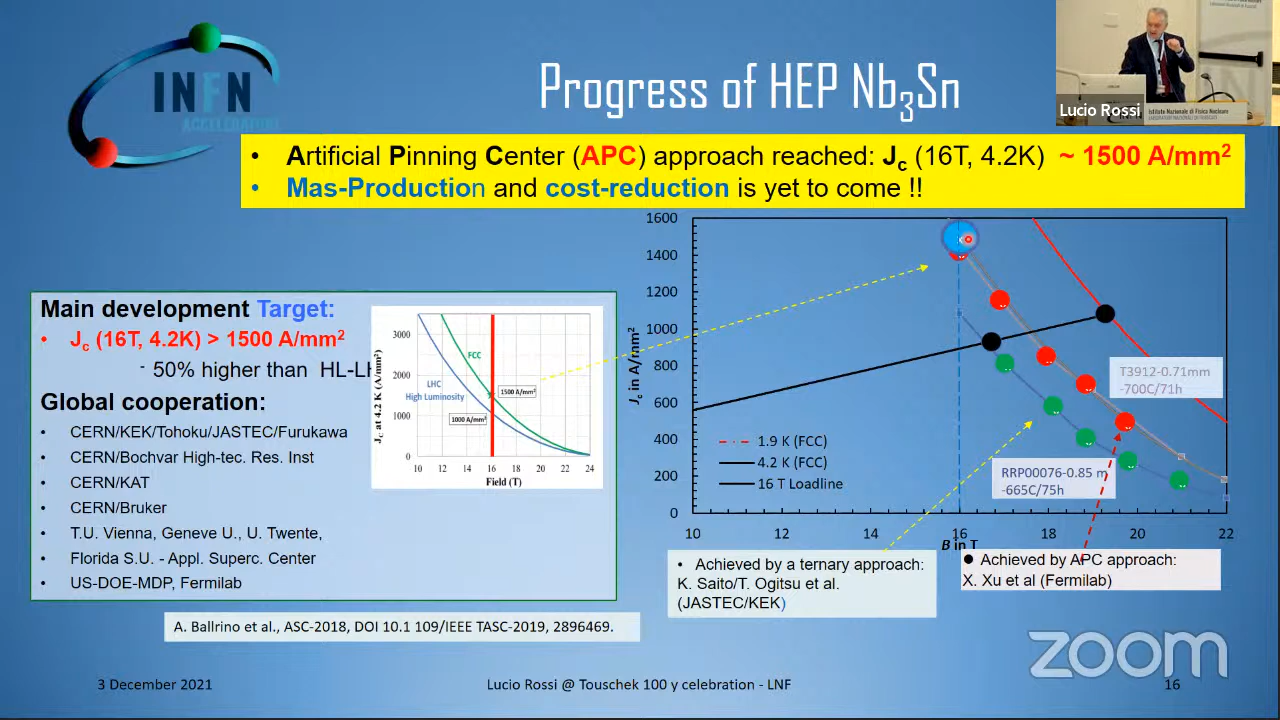 INFN
ACCELERATORI
Progress of HEP Nb3Sn
Lucio Rossi
Istituto Nazionale di Fisica Nucleare
• Artificial Pinning Center (APC) approach reached: Jc (16T, 4.2K) ~ 1500 A/mm2
• Mas-Production and cost-reduction is yet to come !!
Main development Target:
• Jc (16T, 4.2K) > 1500 A/mm2
- 50% higher than HL-LH
Global cooperation:
• CERN/KEK/Tohoku/JASTEC/Furukawa
• CERN/Bochvar High-tec. Res. Inst
• CERN/KAT
• CERN/Bruker
• T.U. Vienna, Geneve U., U. Twente,
• Florida S.U. - Appl. Superc. Center
• US-DOE-MDP, Fermilab
Jc at 4.2 K (A/mm2)
3000
2000
1000
0
FCC
LHC
High Luminosity
1500 A/mm2
1000 A/mm2
10 12 14 16 18 20 22 24
Field (T)
Jc in A/mm2
1600
1400
1200
1000
800
600
400
200
0
T3912-0.71mm
-700C/71h
1.9 K (FCC)
4.2 K (FCC)
16 T Loadline
RRP00076-0.85 m
-665C/75h
10 12 14 16 18 20 22
B in T
• Achieved by a ternary approach:
K. Saito/T. Ogitsu et al.
(JASTEC/KEK)
● Achieved by APC approach:
X. Xu et al (Fermilab)
A. Ballrino et al., ASC-2018, DOI 10.1 109/IEEE TASC-2019, 2896469.
zoom
3 December 2021
Lucio Rossi @ Touschek 100 y celebration - LNF
16